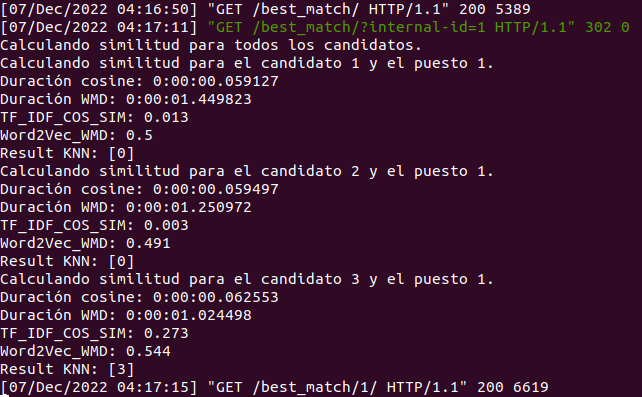 [07/Dec/2022 04:16:50] "GET /best_match/ HTTP/1.1" 200 5389
[07/Dec/2022 04:17:11] "GET /best_match/?internal-id=1 HTTP/1.1" 302 0
Calculando similitud para todos los candidatos.
Calculando similitud para el candidato 1 y el puesto 1.
Duración cosine: 0:00:00.059127
Duración WMD: 0:00:01.449823
TF_IDF_COS_SIM: 0.013
Word2Vec_WMD: 0.5
Result KNN: [0]
Calculando similitud para el candidato 2 y el puesto 1.
Duración cosine: 0:00:00.059497
Duración WMD: 0:00:01.250972
TF_IDF_COS_SIM: 0.003
Word2Vec_WMD: 0.491
Result KNN: [0]
Calculando similitud para el candidato 3 y el puesto 1.
Duración cosine: 0:00:00.062553
Duración WMD: 0:00:01.024498
TF_IDF_COS_SIM: 0.273
Word2Vec_WMD: 0.544
Result KNN: [3]
[07/Dec/2022 04:17:15] "GET /best_match/1/ HTTP/1.1" 200 6619